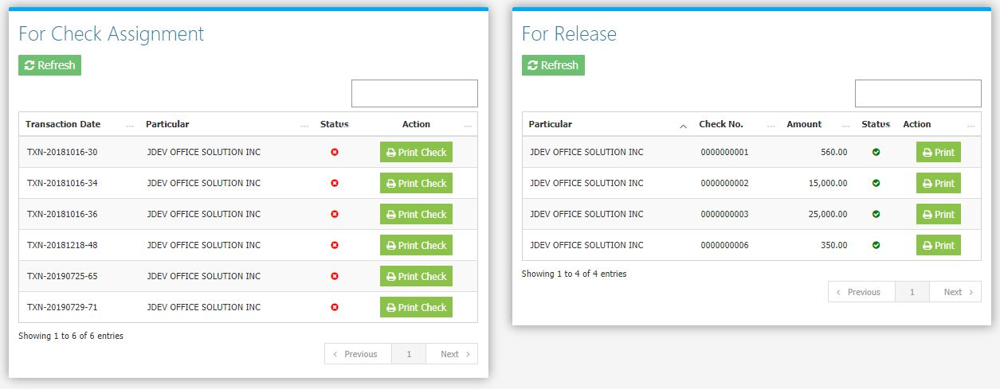 For Check Assignment
Refresh
Transaction Date Particular Status Action
TXN-20181016-30 JDEV OFFICE SOLUTION INC Print Check
TXN-20181016-34 JDEV OFFICE SOLUTION INC Print Check
TXN-20181016-36 JDEV OFFICE SOLUTION INC Print Check
TXN-20181218-48 JDEV OFFICE SOLUTION INC Print Check
TXN-20190725-65 JDEV OFFICE SOLUTION INC Print Check
TXN-20190729-71 JDEV OFFICE SOLUTION INC Print Check
Showing 1 to 6 of 6 entries
Previous 1 Next
For Release
Refresh
Particular Check No. Amount Status Action
JDEV OFFICE SOLUTION INC 0000000001 560.00 Print
JDEV OFFICE SOLUTION INC 0000000002 15,000.00 Print
JDEV OFFICE SOLUTION INC 0000000003 25,000.00 Print
JDEV OFFICE SOLUTION INC 0000000006 350.00 Print
Showing 1 to 4 of 4 entries
Previous 1 Next